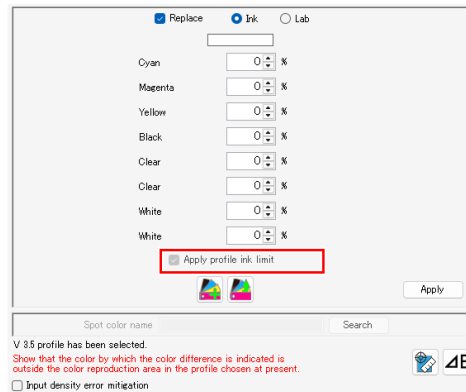 Replace Ink Lab
Cyan 0 %
Magenta 0 %
Yellow 0 %
Black 0 %
Clear 0 %
Clear 0 %
White 0 %
White 0 %
Apply profile ink limit
Apply
Spot color name Search
V 3.5 profile has been selected.
Show that the color by which the color difference is indicated is
outside the color reproduction area in the profile chosen at present.
Input density error mitigation